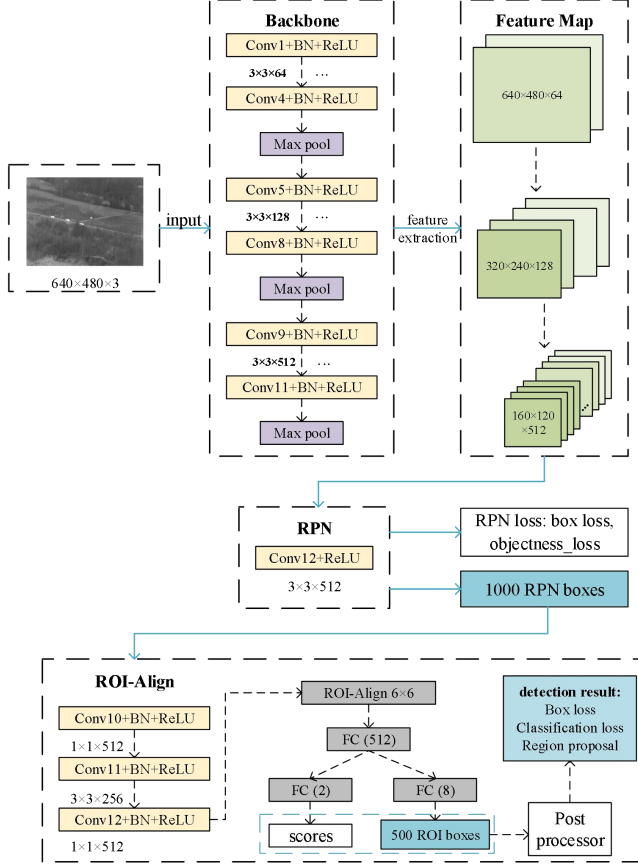 Backbone
Conv1+BN+ReLU
3×3×64 ...
Conv4+BN+ReLU
Max pool
Conv5+BN+ReLU
3×3×128 ...
Conv8+BN+ReLU
Max pool
Conv9+BN+ReLU
3×3×512 ...
Conv11+BN+ReLU
Max pool
640×480×3
input
feature
extraction
Feature Map
640×480×64
320×240×128
...
160×120
×512
RPN
Conv12+ReLU
3×3×512
RPN loss: box loss,
objectness_loss
1000 RPN boxes
ROI-Align
Conv10+BN+ReLU
1×1×512
Conv11+BN+ReLU
3×3×256
Conv12+BN+ReLU
1×1×512
ROI-Align 6×6
FC (512)
FC (2)
FC (8)
scores
500 ROI boxes
Post
processor
detection result:
Box loss
Classification loss
Region proposal